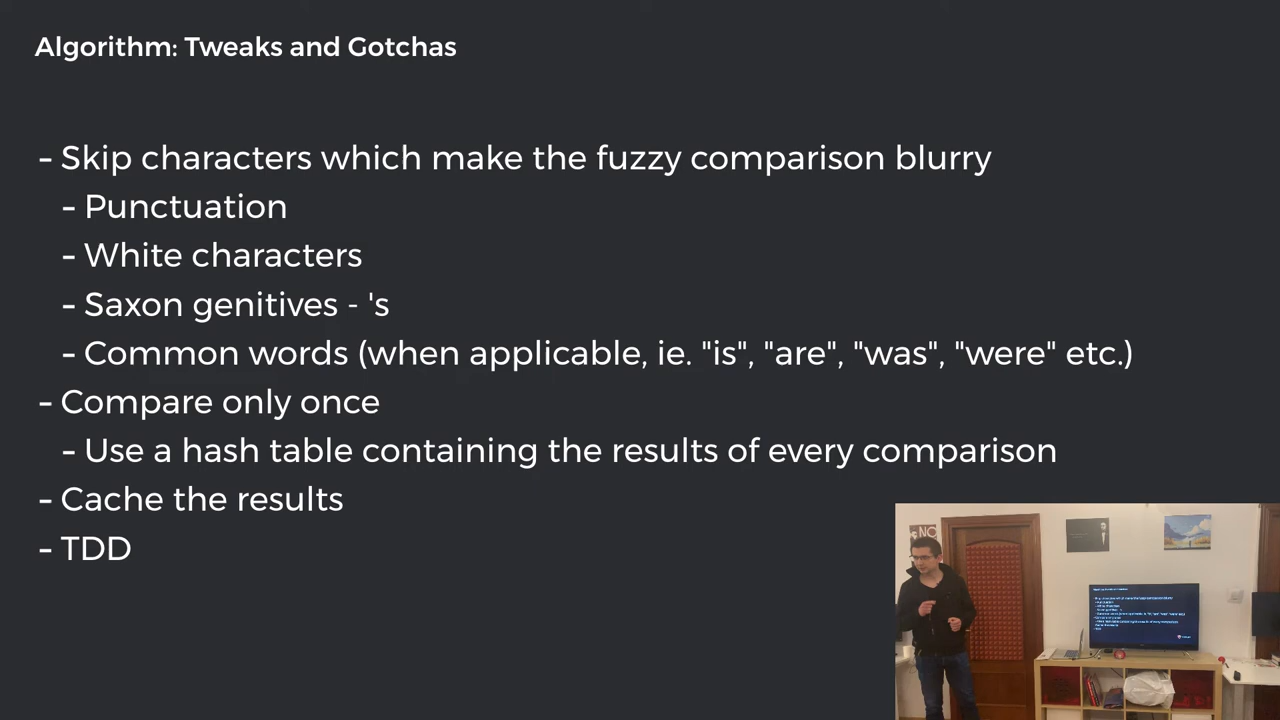 Algorithm: Tweaks and Gotchas
- Skip characters which make the fuzzy comparison blurry
- Punctuation
- White characters
- Saxon genitives - 's
- Common words (when applicable, ie. "is", "are", "was", "were" etc.)
- Compare only once
- Use a hash table containing the results of every comparison
- Cache the results
- TDD
NO